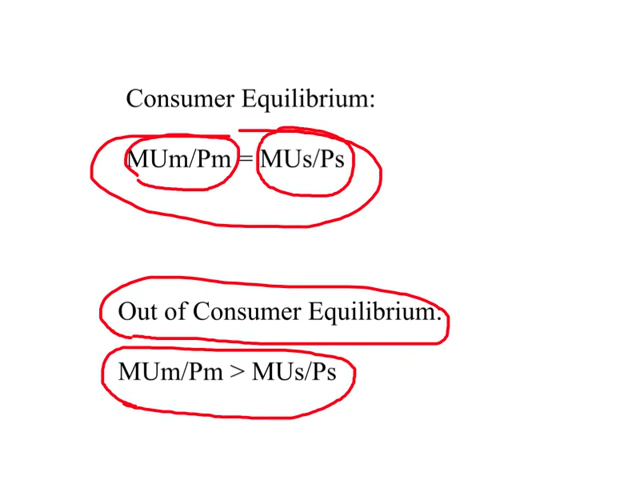 Consumer Equilibrium:
MUm/Pm = MUs/Ps
Out of Consumer Equilibrium.
MUm/Pm > MUs/Ps